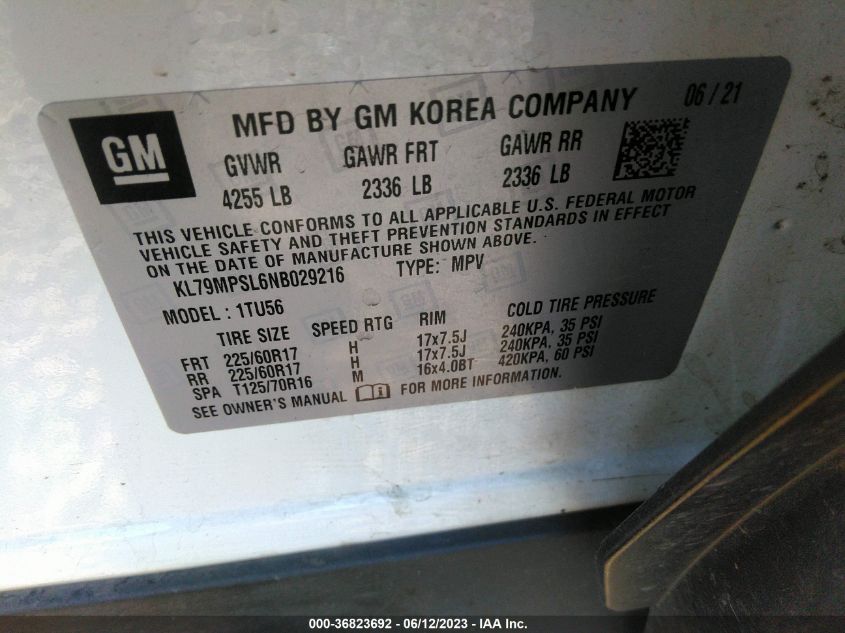 GM
MFD BY GM KOREA COMPANY 06/21
GVWR GAWR FRT GAWR RR
4255 LB 2336 LB 2336 LB
THIS VEHICLE CONFORMS TO ALL APPLICABLE U.S. FEDERAL MOTOR
VEHICLE SAFETY AND THEFT PREVENTION STANDARDS IN EFFECT
ON THE DATE OF MANUFACTURE SHOWN ABOVE.
KL79MPSL6NB029216 TYPE: MPV
MODEL: 1TU56
TIRE SIZE SPEED RTG RIM COLD TIRE PRESSURE
FRT 225/60R17 H 17x7.5J 240KPA, 35 PSI
RR 225/60R17 H 17x7.5J 240KPA, 35 PSI
SPA T125/70R16 M 16x4.0BT 420KPA, 60 PSI
SEE OWNER'S MANUAL FOR MORE INFORMATION.
000-36823692 - 06/12/2023 - IAA Inc.